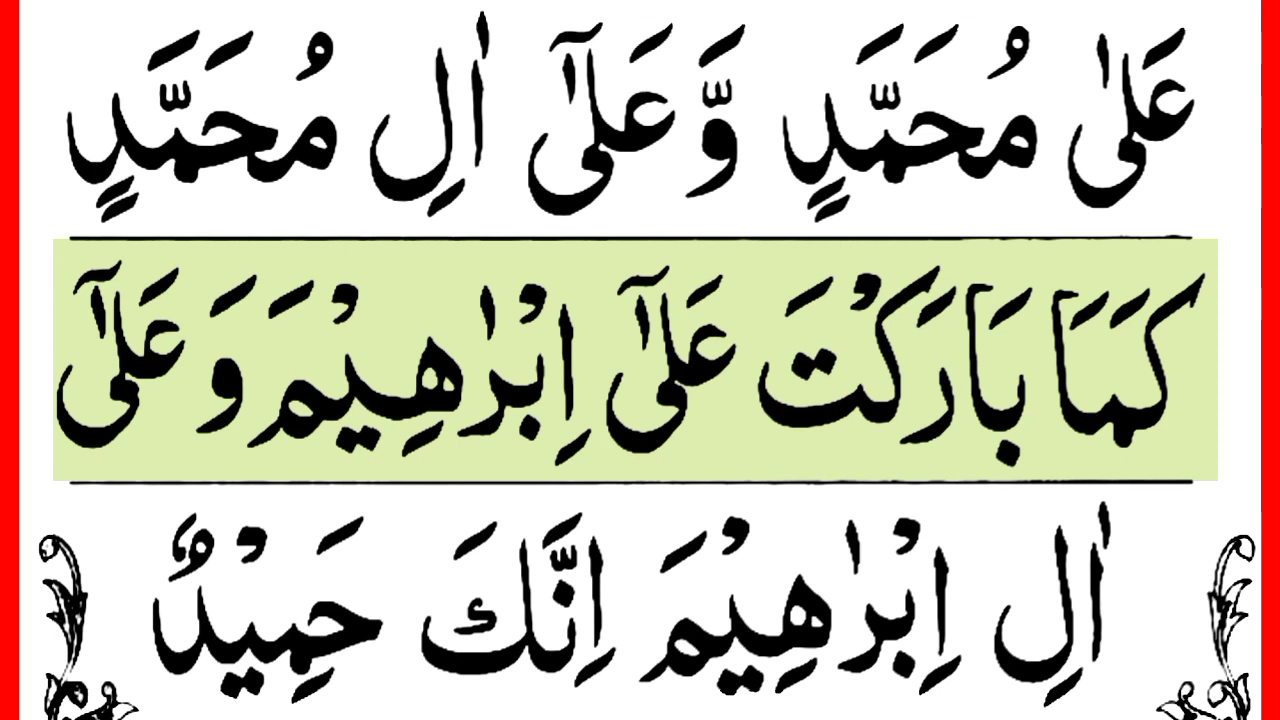 عَلٰى مُحَمَّدٍ وَّعَلٰٓى اٰلِ مُحَمَّدٍ
كَمَا بَارَكْتَ عَلٰٓى اِبْرٰهِيْمَ وَعَلٰٓى
اٰلِ اِبْرٰهِيْمَ اِنَّكَ حَمِيْدٌ